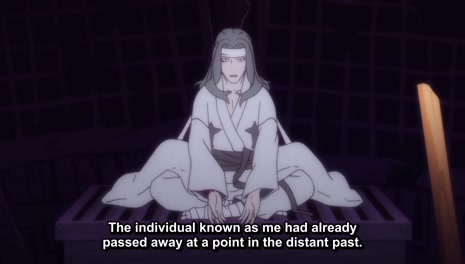 The individual known as me had already
passed away at a point in the distant past.